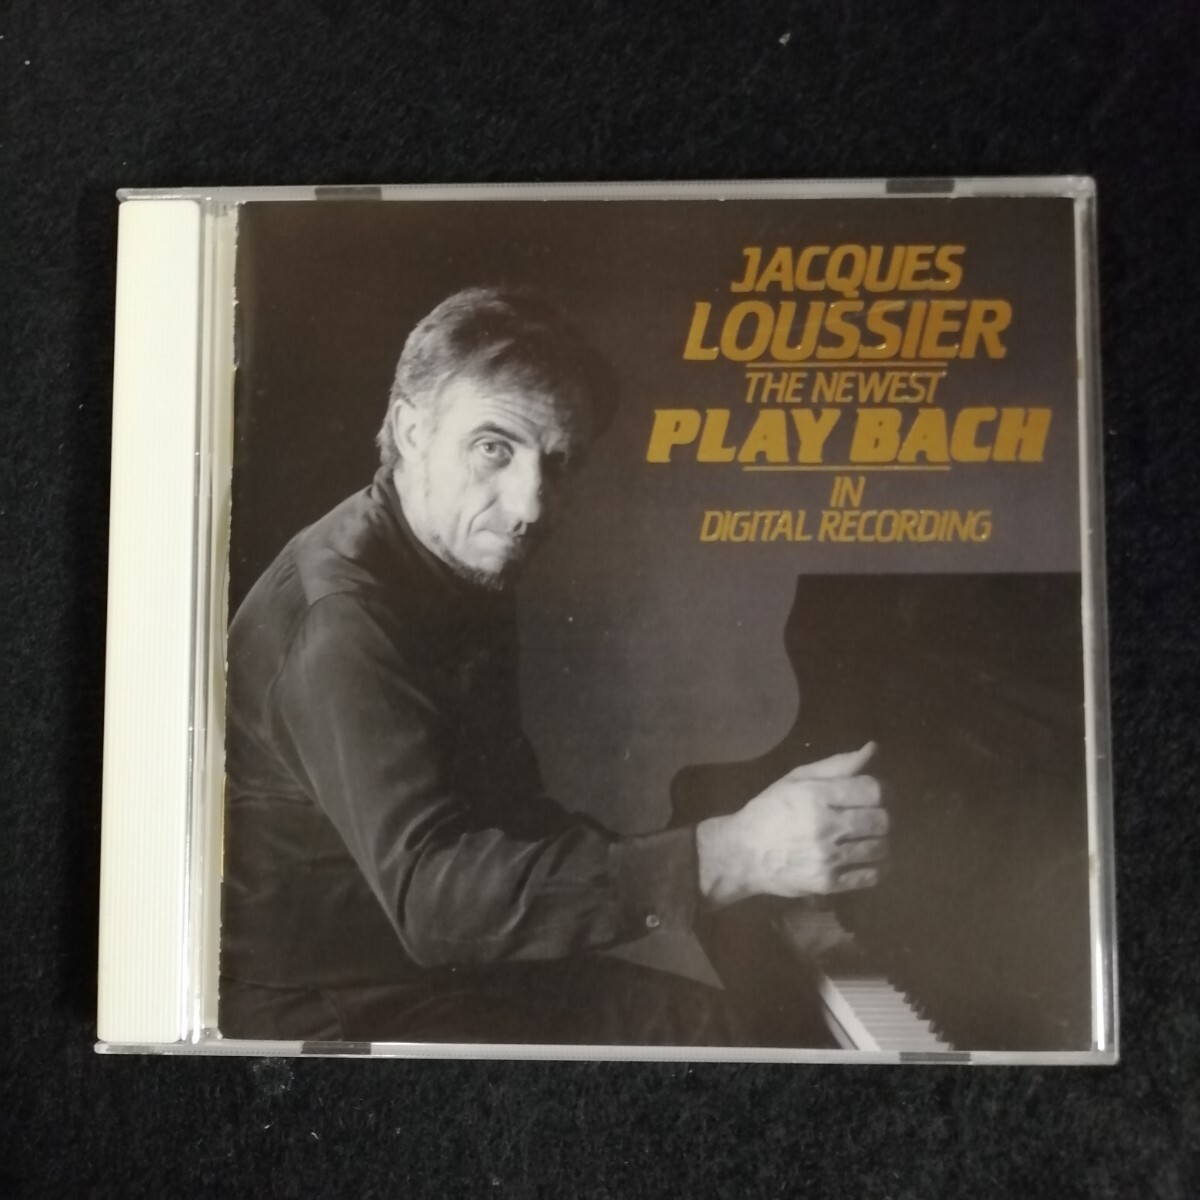 JACQUES
LOUSSIER
THE NEWEST
PLAY BACH
IN
DIGITAL RECORDING